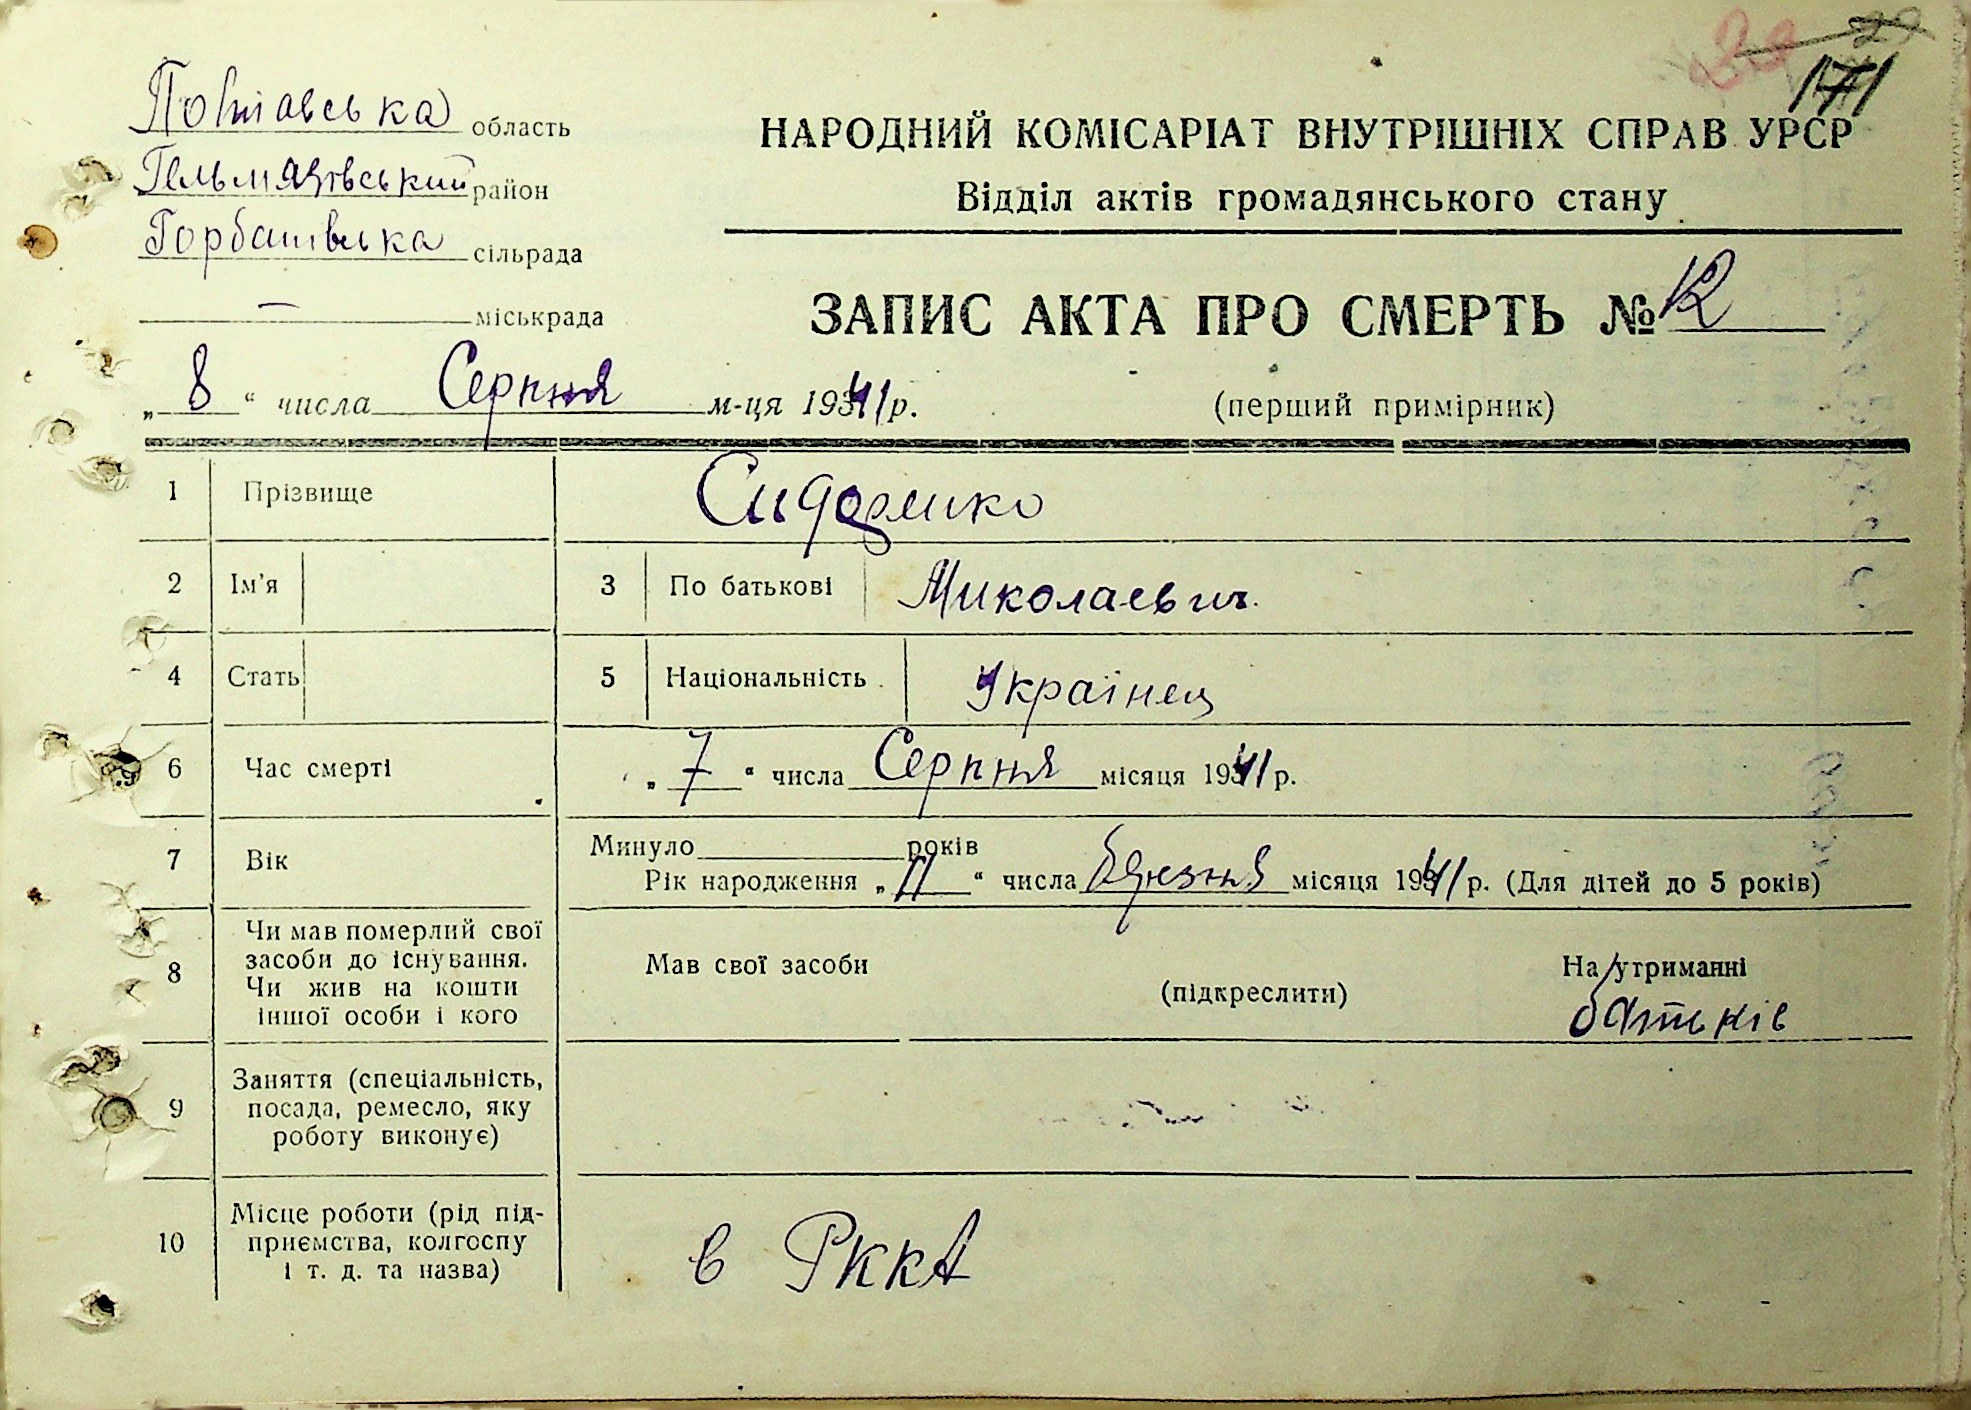 171
Полтавська область
Гельмязівський район
Горбанівська сільрада
— міськрада
НАРОДНИЙ КОМІСАРІАТ ВНУТРІШНІХ СПРАВ УРСР
Відділ актів громадянського стану
ЗАПИС АКТА ПРО СМЕРТЬ № 12
„ 8 “ числа Серпня м-ця 1941 р.
(перший примірник)
1 Прізвище Сидоренко
2 Ім'я 3 По батькові Миколаевич.
4 Стать 5 Національність Українец
6 Час смерті „ 7 “ числа Серпня місяця 1941 р.
7 Вік Минуло років
Рік народження „ 11 “ числа місяця 1941 р. (Для дітей до 5 років)
8 Чи мав померлий свої
засоби до існування.
Чи жив на кошти
іншої особи і кого
Мав свої засоби
(підкреслити)
На утриманні
батьків
9 Заняття (спеціальність,
посада, ремесло, яку
роботу виконує)
10 Місце роботи (рід під-
приємства, колгоспу
і т. д. та назва)
в РККА